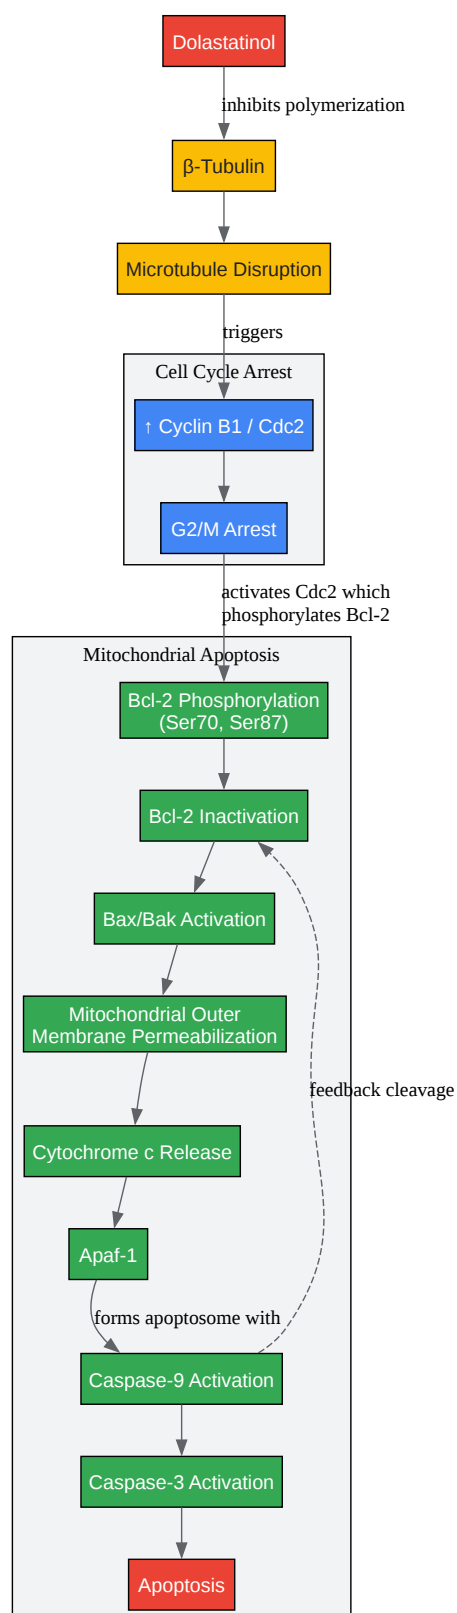 Dolastatinol
inhibits polymerization
β-Tubulin
Microtubule Disruption
triggers
Cell Cycle Arrest
↑ Cyclin B1 / Cdc2
G2/M Arrest
activates Cdc2 which
phosphorylates Bcl-2
Mitochondrial Apoptosis
Bcl-2 Phosphorylation
(Ser70, Ser87)
Bcl-2 Inactivation
Bax/Bak Activation
Mitochondrial Outer
Membrane Permeabilization
feedback cleavage
Cytochrome c Release
Apaf-1
forms apoptosome with
Caspase-9 Activation
Caspase-3 Activation
Apoptosis